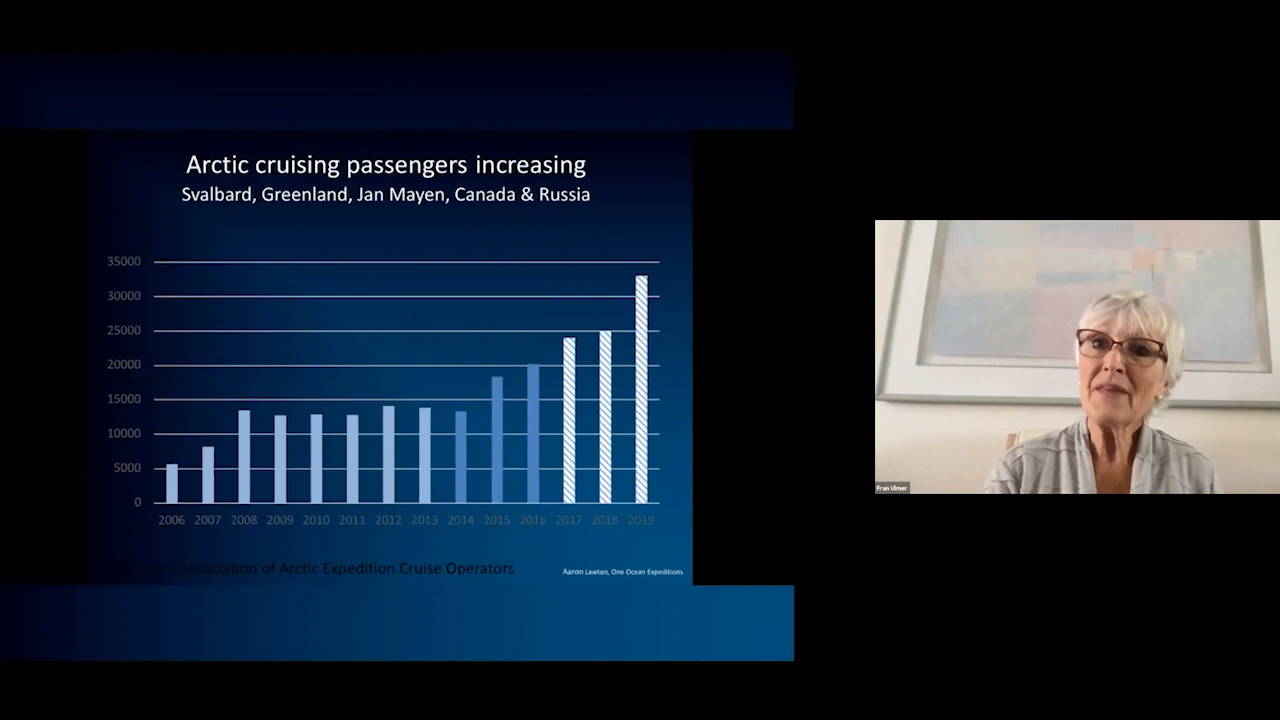 Arctic cruising passengers increasing
Svalbard, Greenland, Jan Mayen, Canada & Russia
35000
30000
25000
20000
15000
10000
5000
0
2006 2007 2008 2009 2010 2011 2012 2013 2014 2015 2016 2017 2018 2019
Association of Arctic Expedition Cruise Operators
Aaron Lawton, One Ocean Expeditions
Fran Ulmer